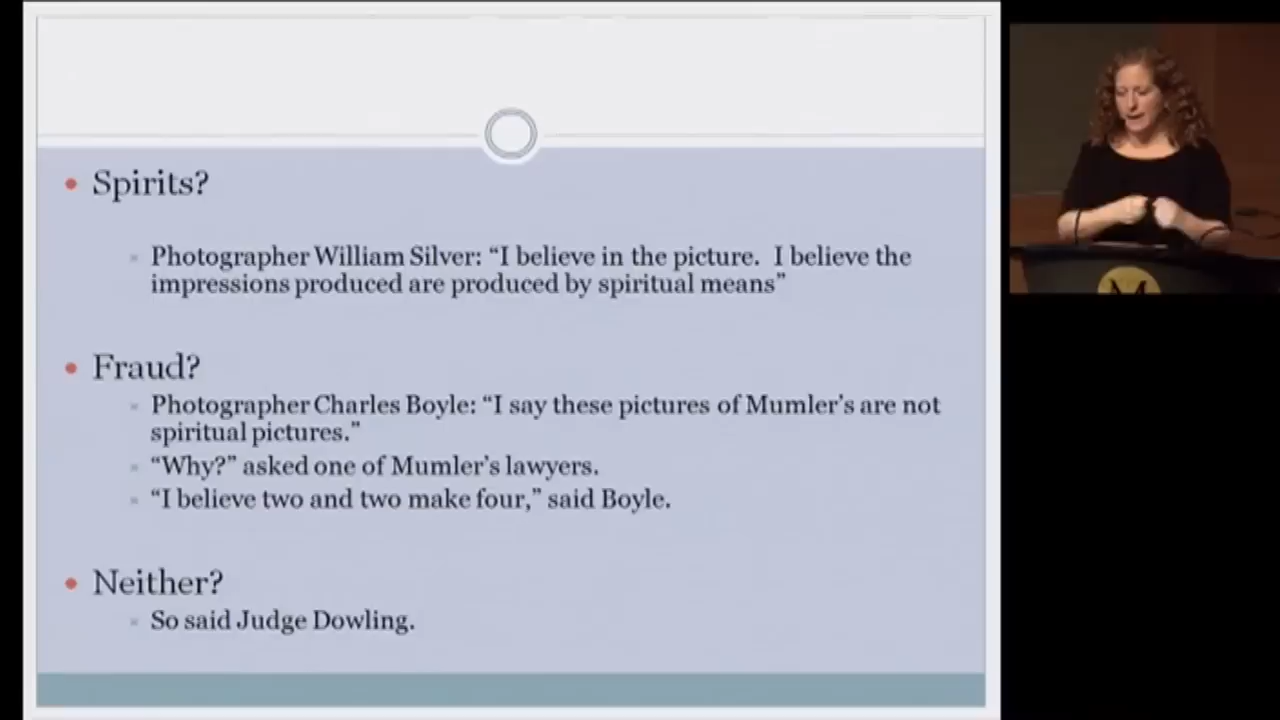 Spirits?
Photographer William Silver: “I believe in the picture.  I believe the
impressions produced are produced by spiritual means”
Fraud?
Photographer Charles Boyle: “I say these pictures of Mumler’s are not
spiritual pictures.”
“Why?” asked one of Mumler’s lawyers.
“I believe two and two make four,” said Boyle.
Neither?
So said Judge Dowling.